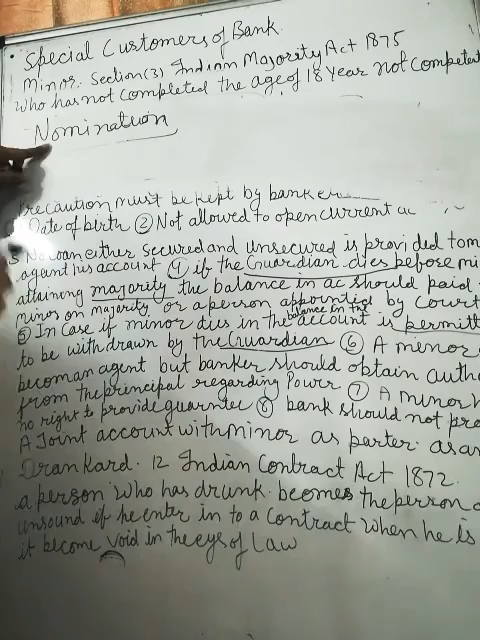 • Special Customers of Bank
Minor: Section(3) Indian Majority Act 1875
Who has not completed the age of 18 Year not Competent
Nomination
Precaution must be kept by banker
Date of birth ② Not allowed to open current ac
3 No loan either secured and unsecured is provided to
against his account ④ if the Guardian dies before mi
attaining majority the balance in ac should paid
minor on majority or a person appointed by Court
balance in the
⑤ In Case if minor dies in the account is permitt
to be withdrawn by the Guardian ⑥ A menor
becoman agent but banker should obtain auth
from the principal regarding Power ⑦ A minor h
no right to provide guarntee ⑧ bank should not pr
A Joint account with minor as parter. as an
Drankard. 12 Indian Contract Act 1872.
a person who has drunk. becomes the person
unsound if he enter in to a Contract when he is
it become void in the eyes of Law